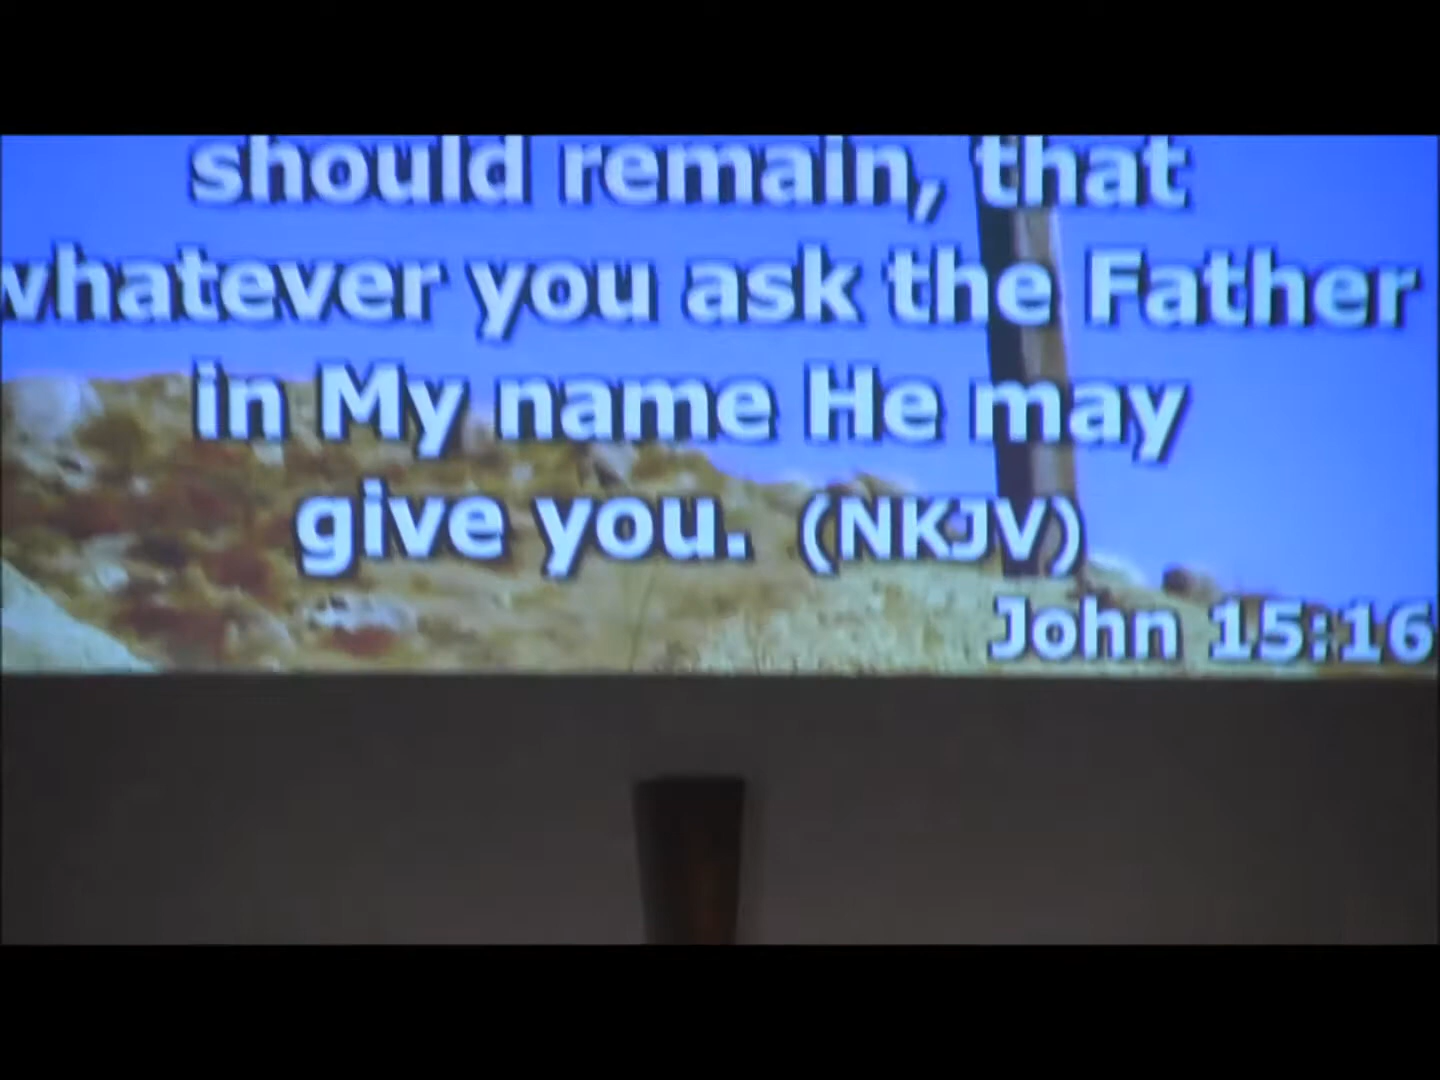 should remain, that
whatever you ask the Father
in My name He may
give you. (NKJV)
John 15:16